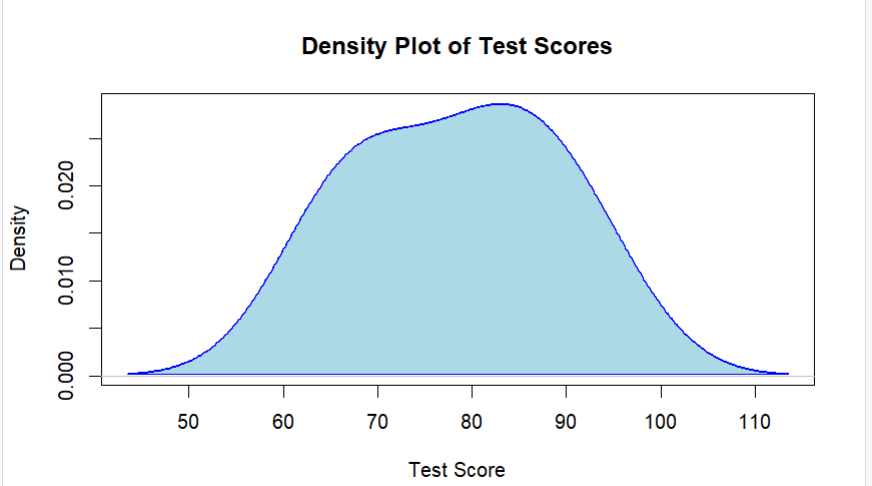 Density Plot of Test Scores
0.020
0.010
0.000
Density
50 60 70 80 90 100 110
Test Score